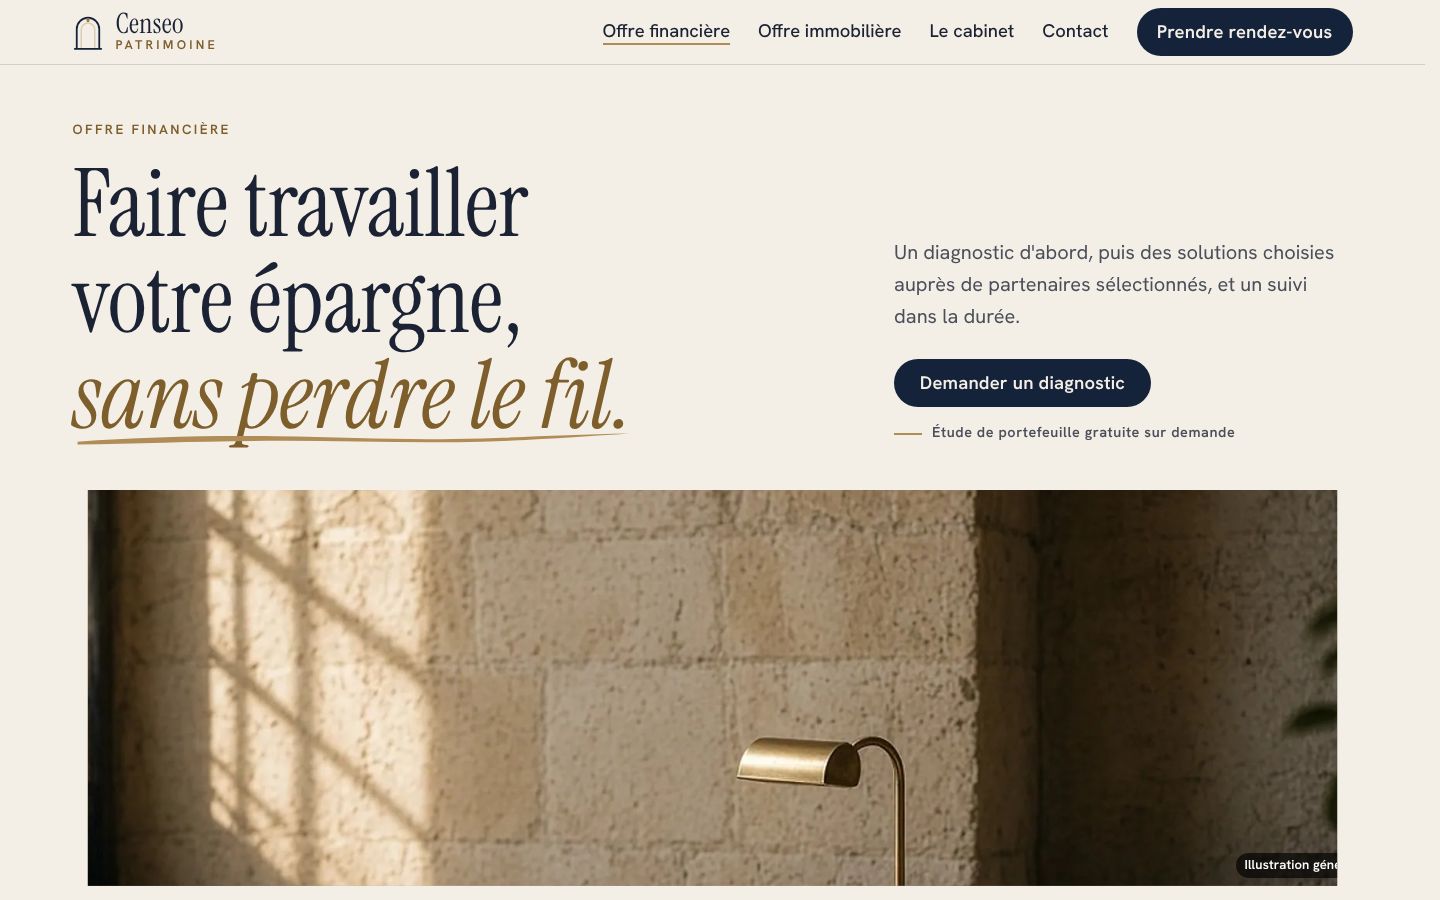 Censeo
PATRIMOINE
Offre financière
Offre immobilière
Le cabinet
Contact
Prendre rendez-vous
OFFRE FINANCIÈRE
Faire travailler
votre épargne,
sans perdre le fil.
Un diagnostic d'abord, puis des solutions choisies
auprès de partenaires sélectionnés, et un suivi
dans la durée.
Demander un diagnostic
Étude de portefeuille gratuite sur demande
Illustration